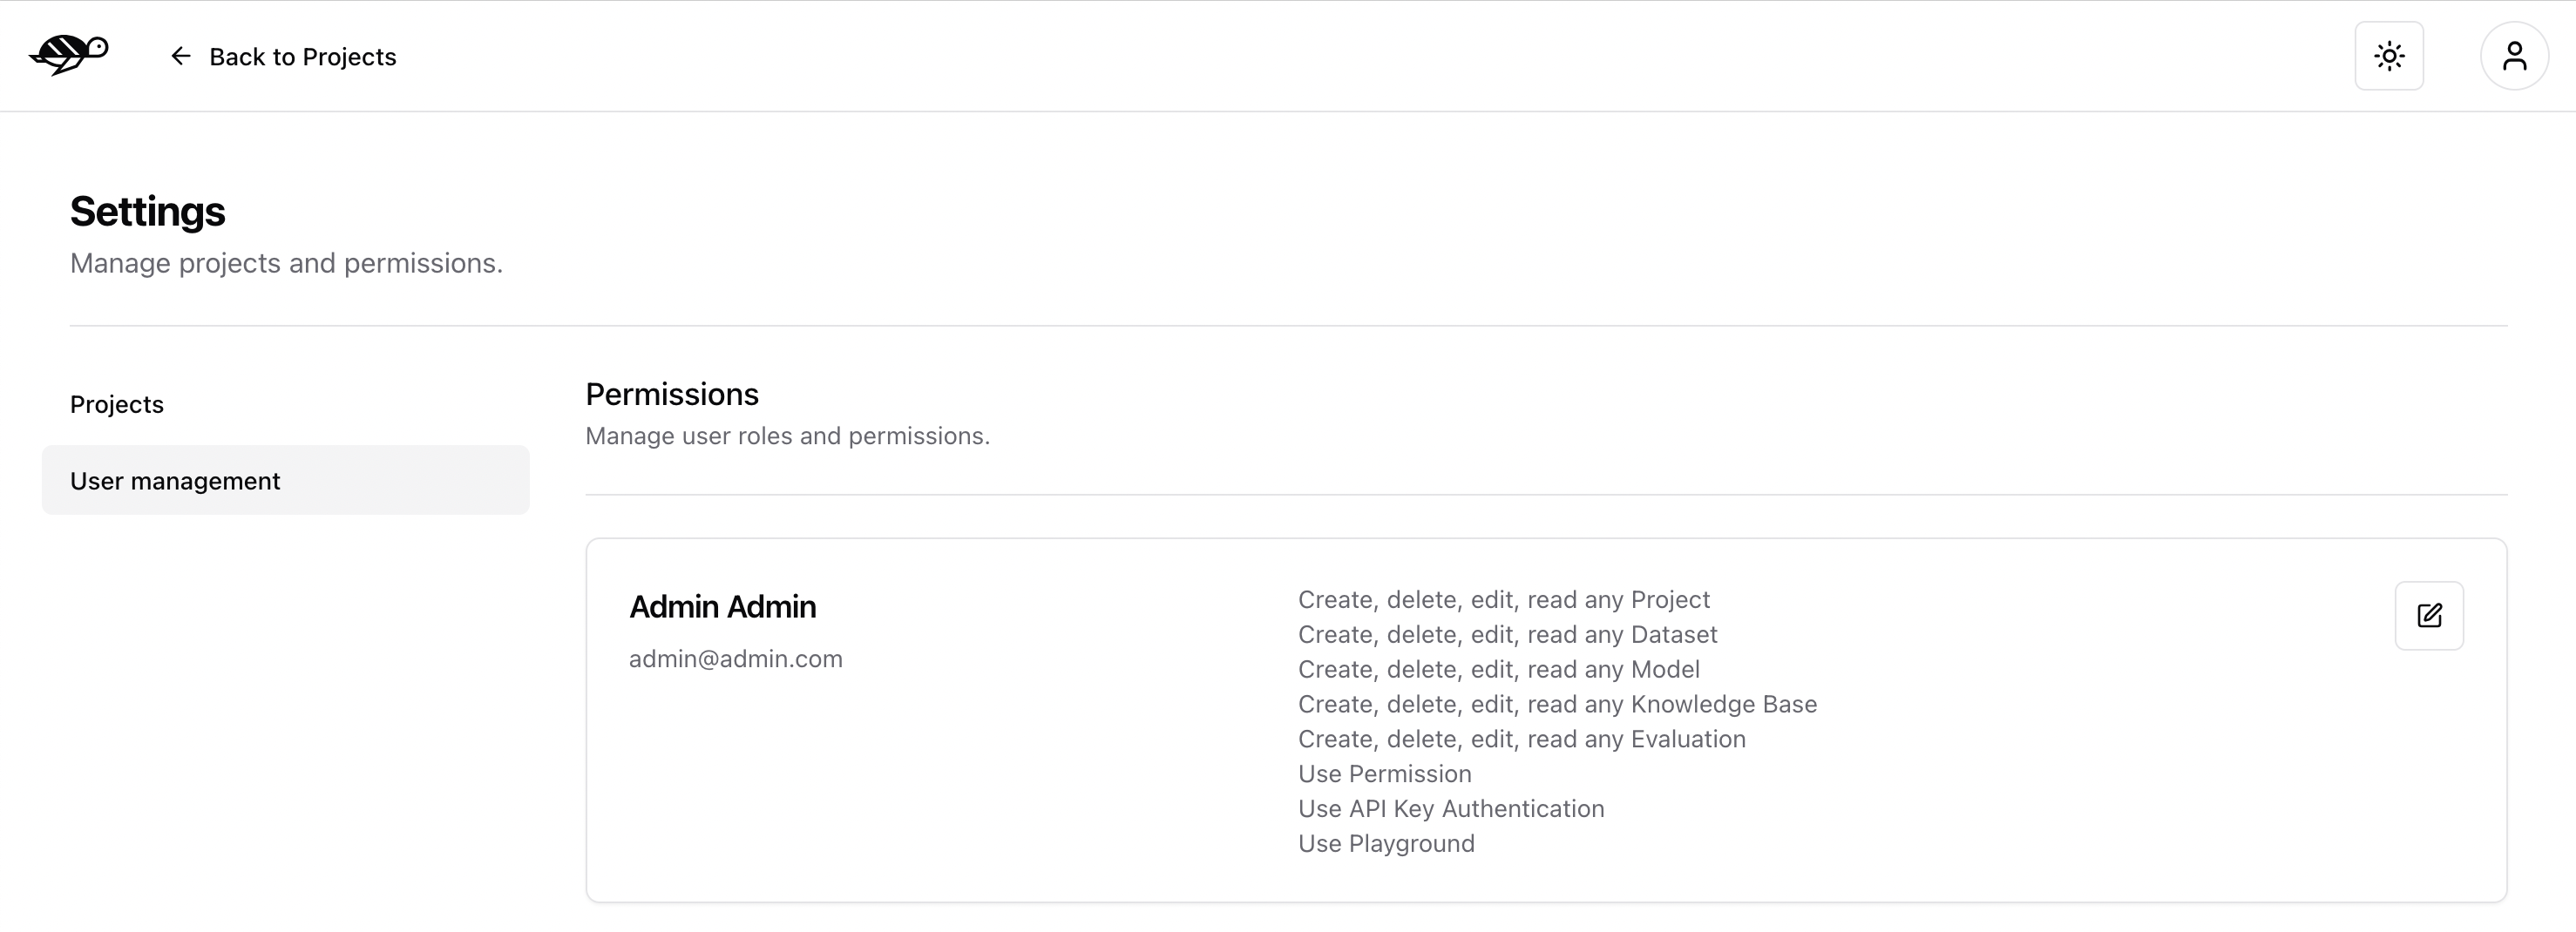 Back to Projects
Settings
Manage projects and permissions.
Projects
User management
Permissions
Manage user roles and permissions.
Admin Admin
admin@admin.com
Create, delete, edit, read any Project
Create, delete, edit, read any Dataset
Create, delete, edit, read any Model
Create, delete, edit, read any Knowledge Base
Create, delete, edit, read any Evaluation
Use Permission
Use API Key Authentication
Use Playground